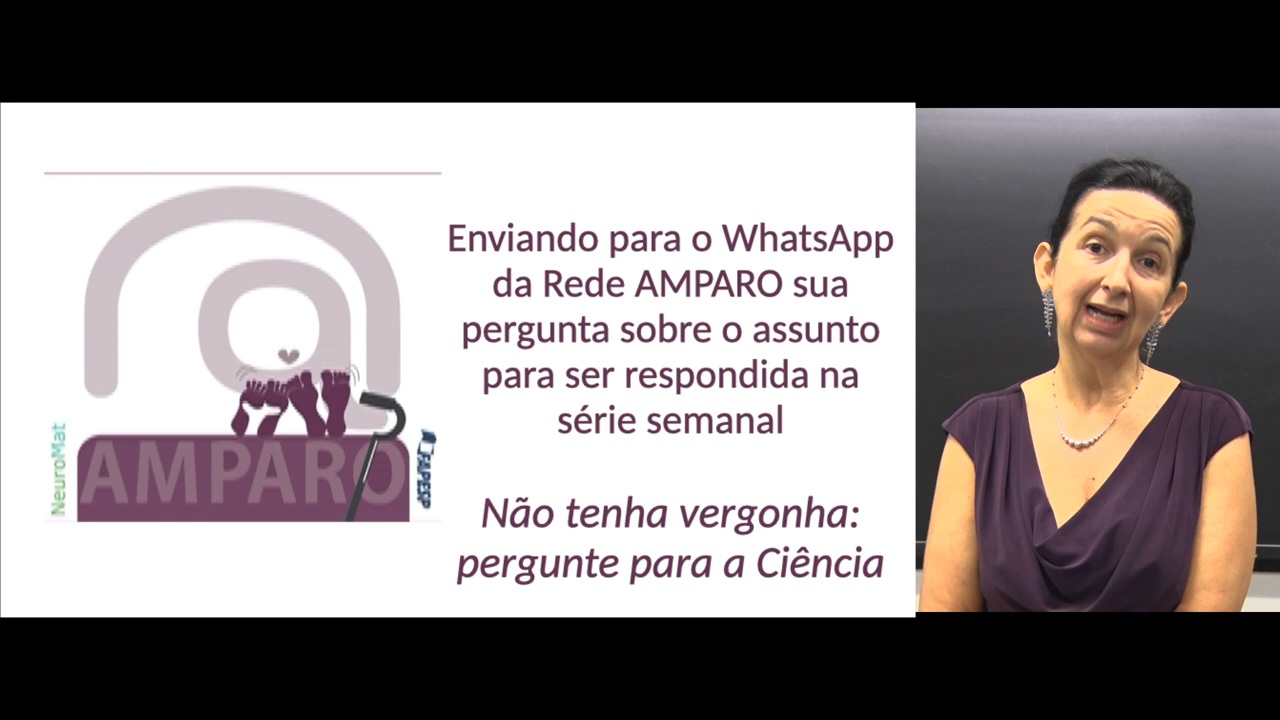 Enviando para o WhatsApp
da Rede AMPARO sua
pergunta sobre o assunto
para ser respondida na
série semanal
Não tenha vergonha:
pergunte para a Ciência
NeuroMat
AMPARO
FAPESP